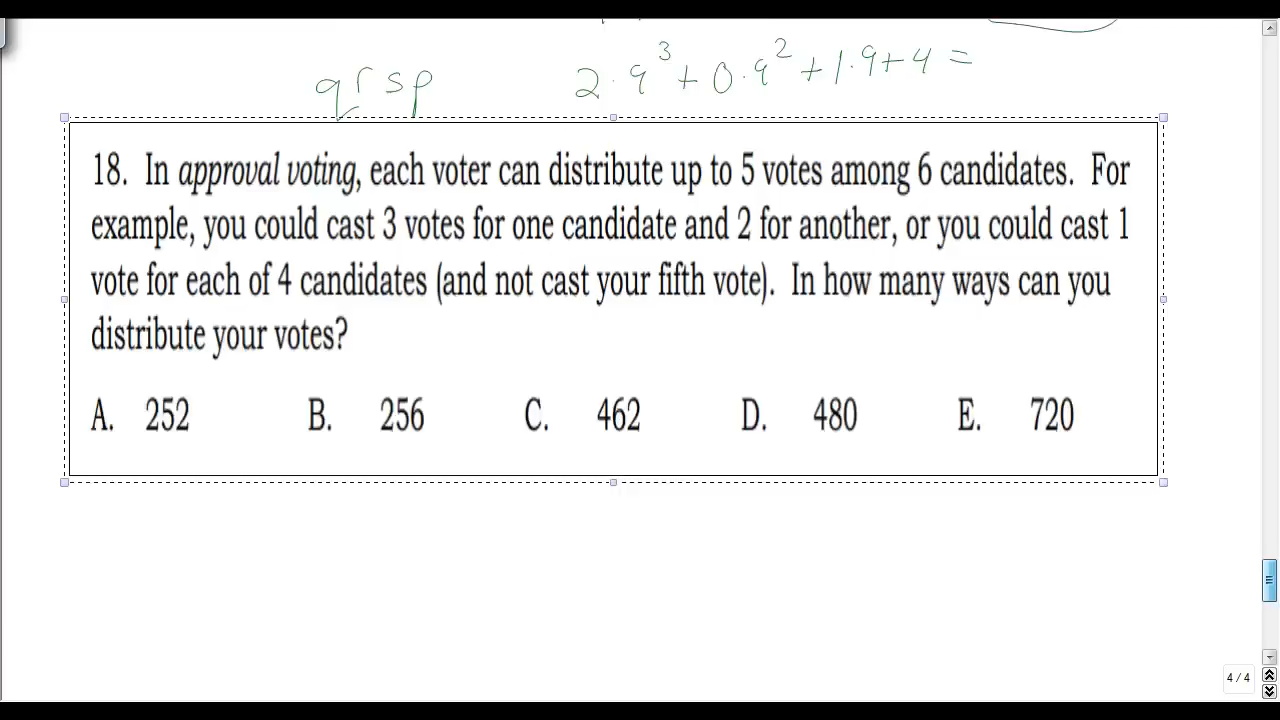 2·9³+0·9²+1·9+4=
qrsp
18. In approval voting, each voter can distribute up to 5 votes among 6 candidates. For
example, you could cast 3 votes for one candidate and 2 for another, or you could cast 1
vote for each of 4 candidates (and not cast your fifth vote). In how many ways can you
distribute your votes?
A. 252 B. 256 C. 462 D. 480 E. 720
4 / 4